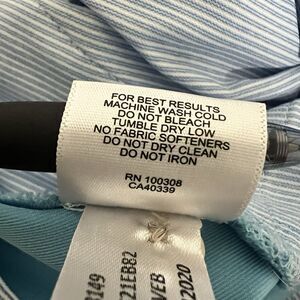 FOR BEST RESULTS
MACHINE WASH COLD
DO NOT BLEACH
TUMBLE DRY LOW
NO FABRIC SOFTENERS
DO NOT DRY CLEAN
DO NOT IRON
RN 100308
CA40339
2020